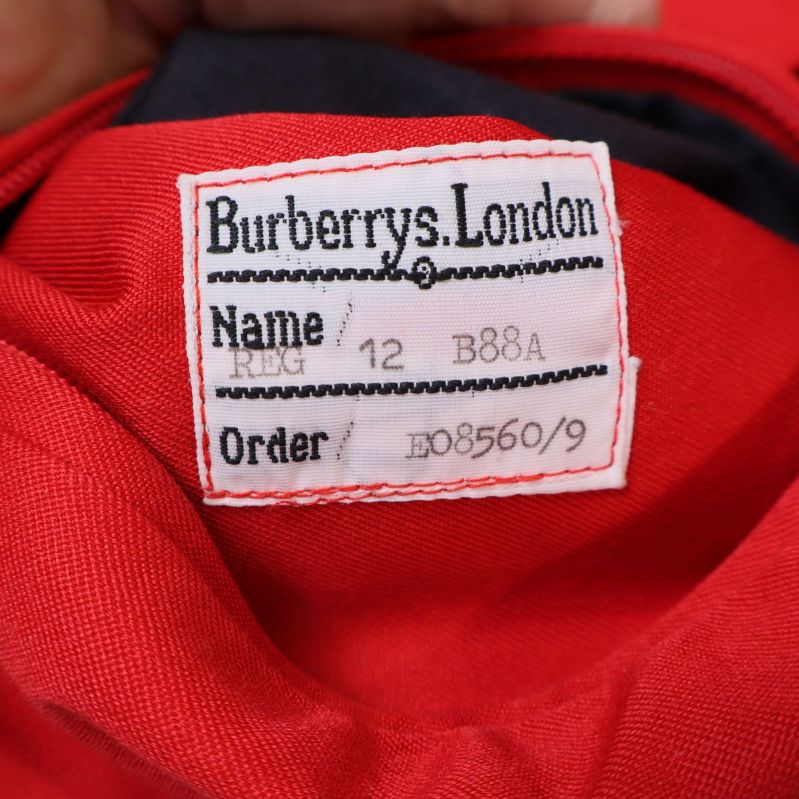 Burberrys.London
Name/
REG 12 B88A
Order/ E08560/9